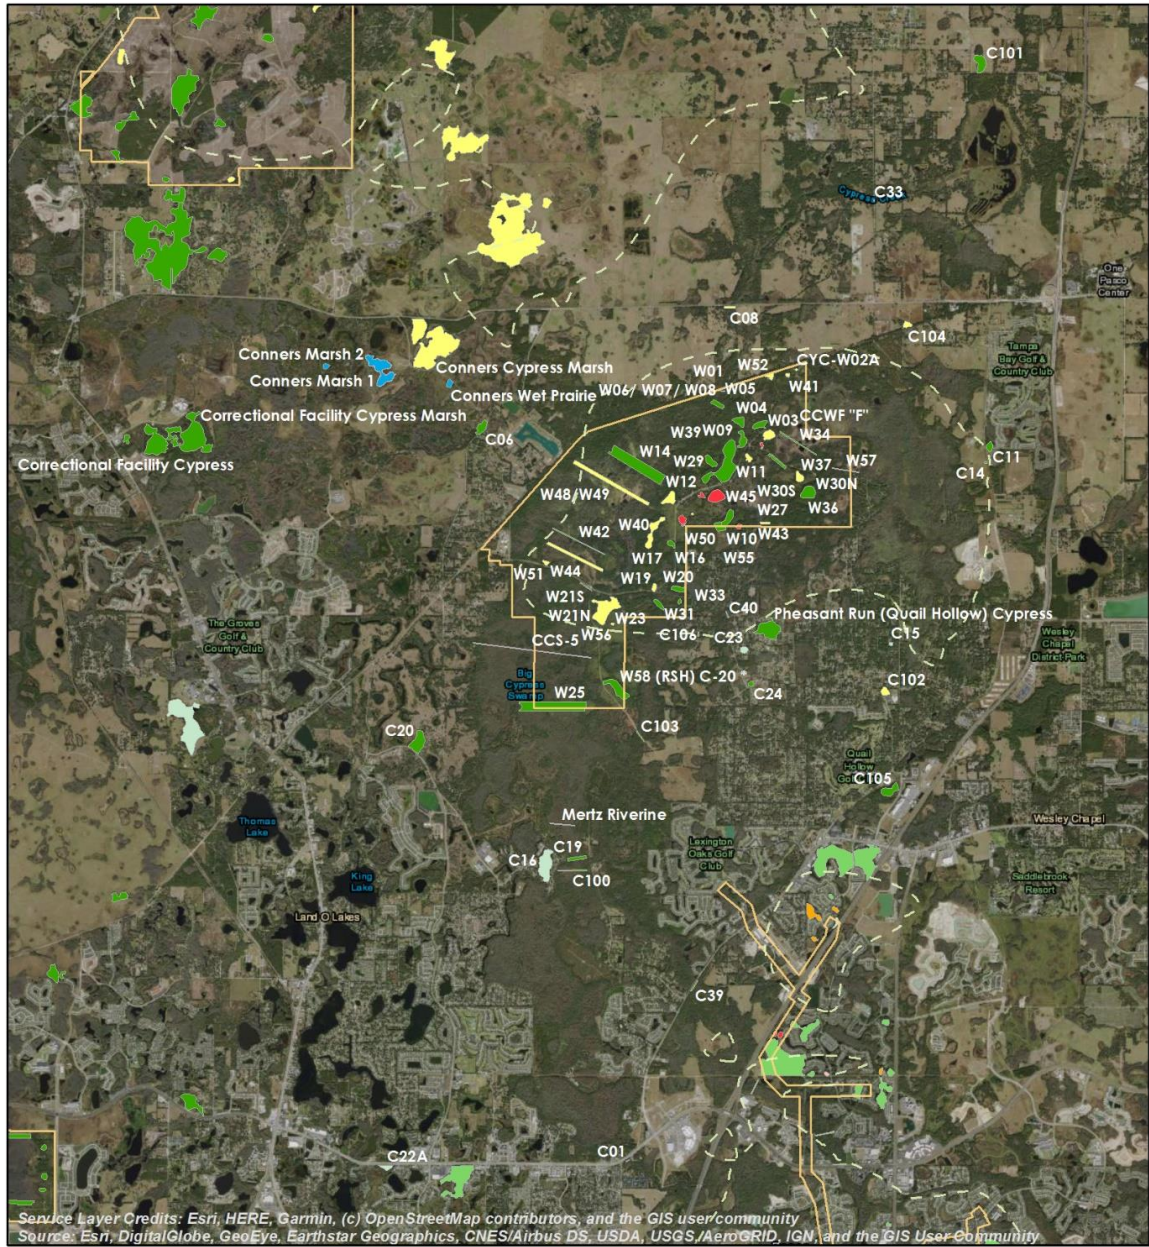 C101
Cypress Creek
C33
One
Pasco
Center
C08
C104
Tampa
Bay Golf &
Country Club
Conners Marsh 2
Conners Marsh 1
Conners Cypress Marsh
Conners Wet Prairie
W01
W52
CYC-W02A
W41
W06/ W07/ W08
W05
Correctional Facility Cypress Marsh
Correctional Facility Cypress
C06
W04
W03
CCWF "F"
W39
W09
W34
W14
W29
W11
W37
W57
C14
C11
W12
W48/W49
W45
W30S
W30N
W27
W36
W42
W40
W50
W10
W43
W17
W16
W55
W51
W44
W19
W20
W21S
W33
W21N
W23
W31
C40
Pheasant Run (Quail Hollow) Cypress
CCS-5
W56
C106
C23
C15
The Groves
Golf &
Country Club
Wesley
Chapel
District Park
Big
Cypress
Swamp
W25
W58 (RSH) C-20
C24
C102
C20
C103
Quail
Hollow
C105
Mertz Riverine
Thomas
Lake
Wesley Chapel
Lexington
Oaks Golf
Club
C16
C19
C100
King
Lake
Saddlebrook
Resort
Land O Lakes
C39
C22A
C01
Service Layer Credits: Esri, HERE, Garmin, (c) OpenStreetMap contributors, and the GIS user community
Source: Esri, DigitalGlobe, GeoEye, Earthstar Geographics, CNES/Airbus DS, USDA, USGS, AeroGRID, IGN, and the GIS User Community